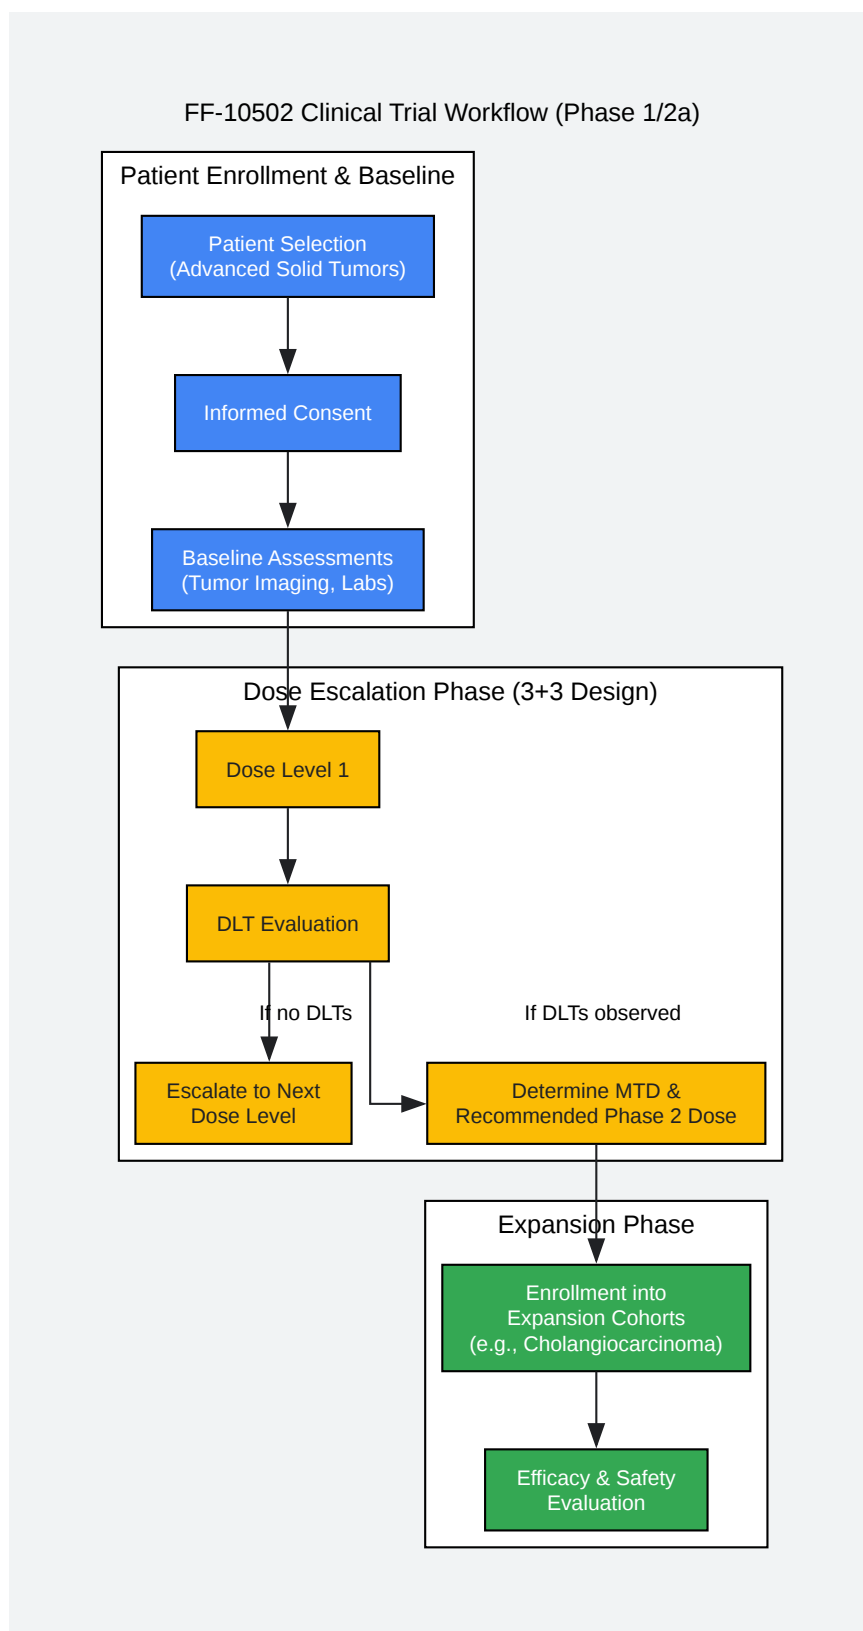 FF-10502 Clinical Trial Workflow (Phase 1/2a)
Patient Enrollment & Baseline
Patient Selection
(Advanced Solid Tumors)
Informed Consent
Baseline Assessments
(Tumor Imaging, Labs)
Dose Escalation Phase (3+3 Design)
Dose Level 1
DLT Evaluation
If no DLTs
If DLTs observed
Escalate to Next
Dose Level
Determine MTD &
Recommended Phase 2 Dose
Expansion Phase
Enrollment into
Expansion Cohorts
(e.g., Cholangiocarcinoma)
Efficacy & Safety
Evaluation